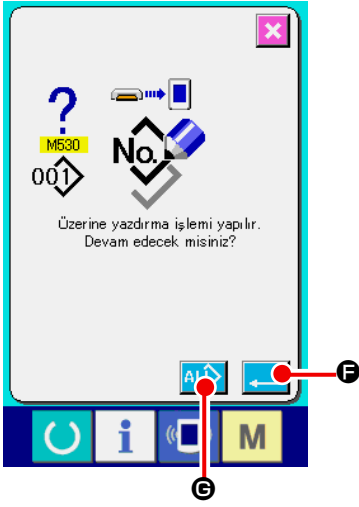 ?
M530
001
No.
Üzerine yazdırma işlemi yapılır.
Devam edecek misiniz?
ALL
F
i
M
G